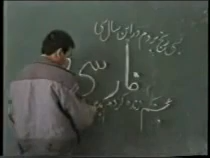 بسی رنج بردم در این سال سی
عجم زنده کردم
فارسی